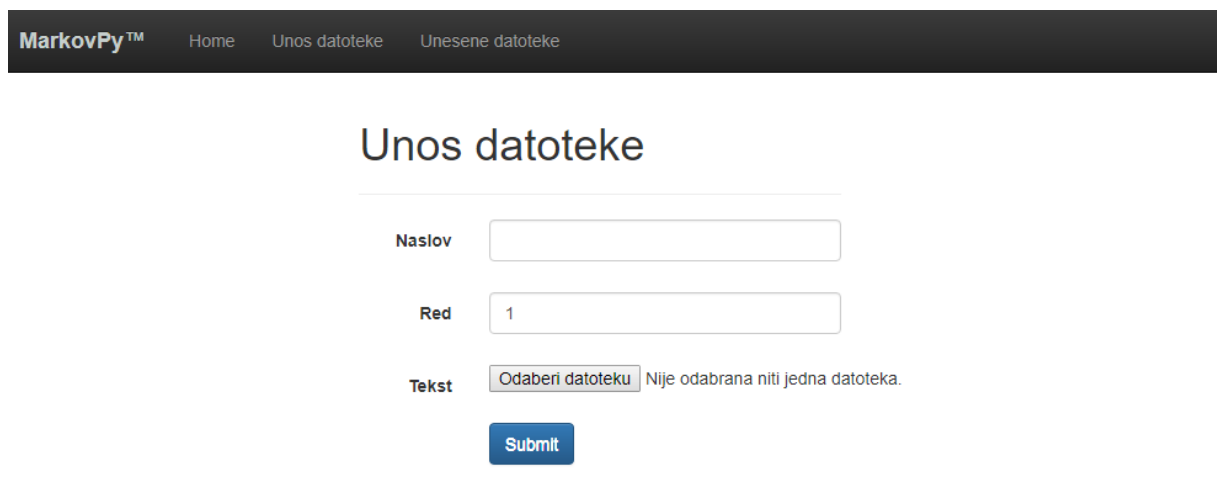 MarkovPy™ Home Unos datoteke Unesene datoteke
Unos datoteke
Naslov
Red 1
Tekst Odaberi datoteku Nije odabrana niti jedna datoteka.
Submit